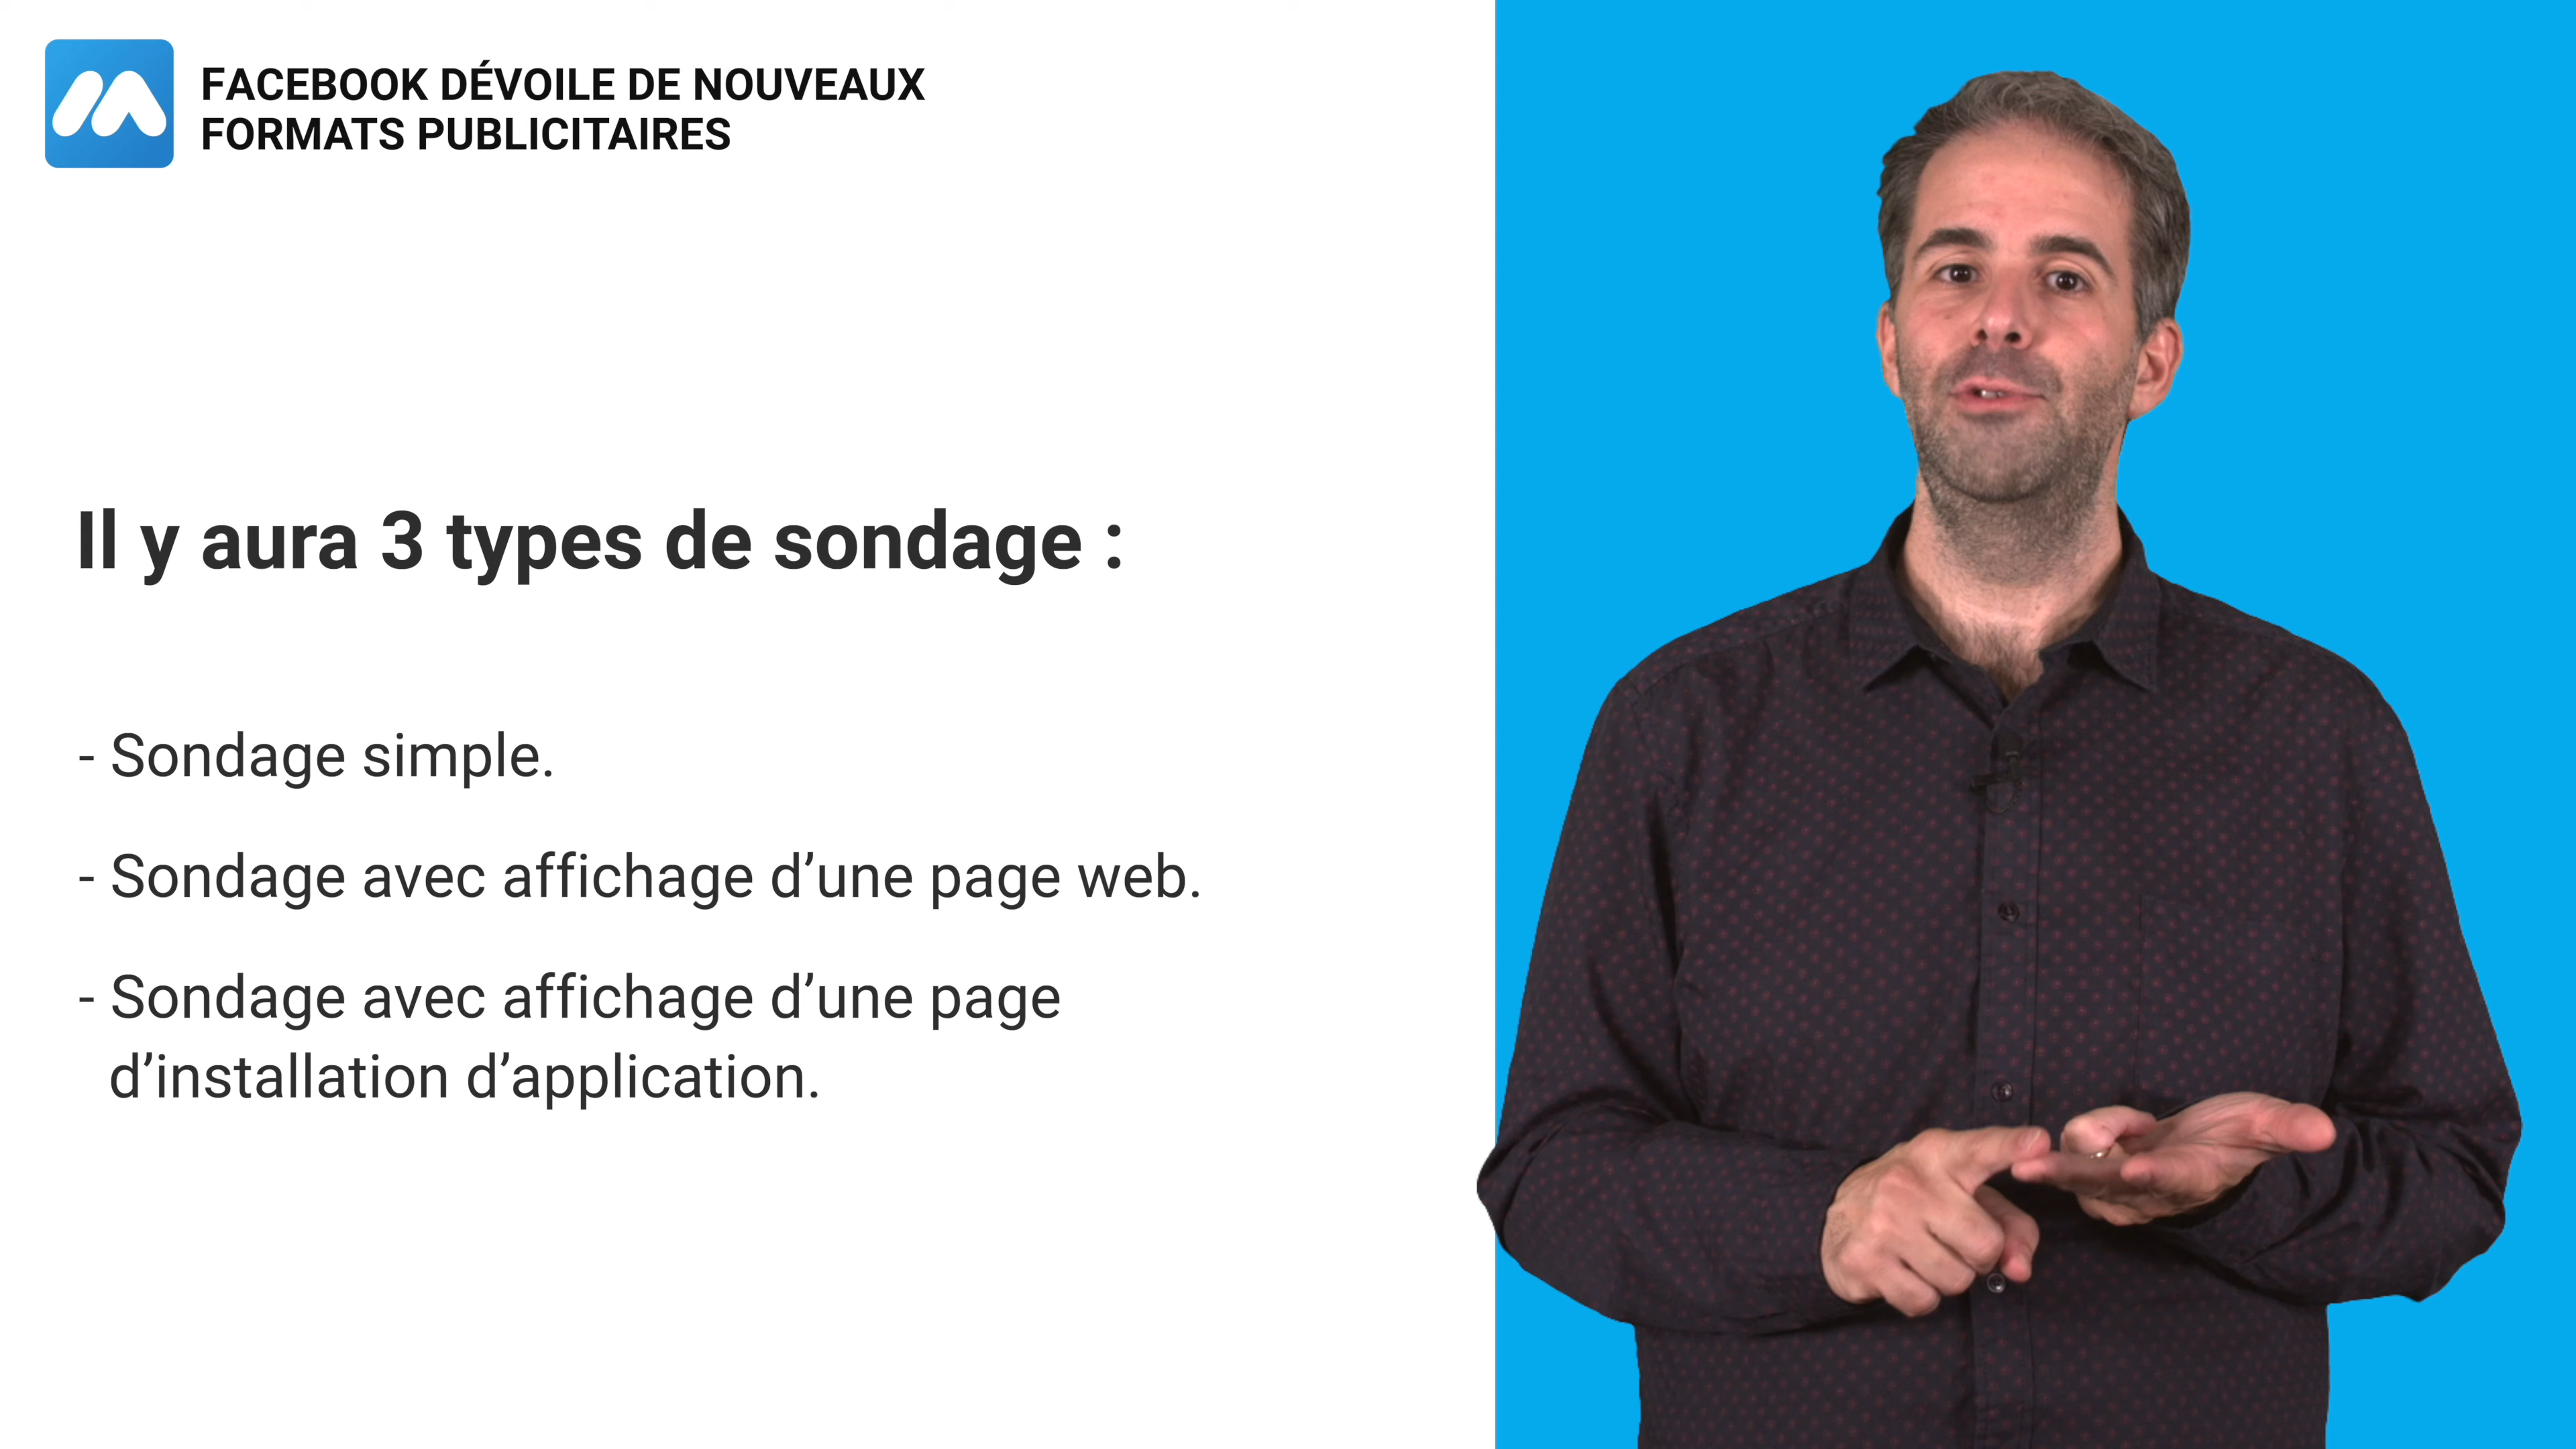 FACEBOOK DÉVOILE DE NOUVEAUX
FORMATS PUBLICITAIRES
Il y aura 3 types de sondage :
- Sondage simple.
- Sondage avec affichage d’une page web.
- Sondage avec affichage d’une page
d’installation d’application.